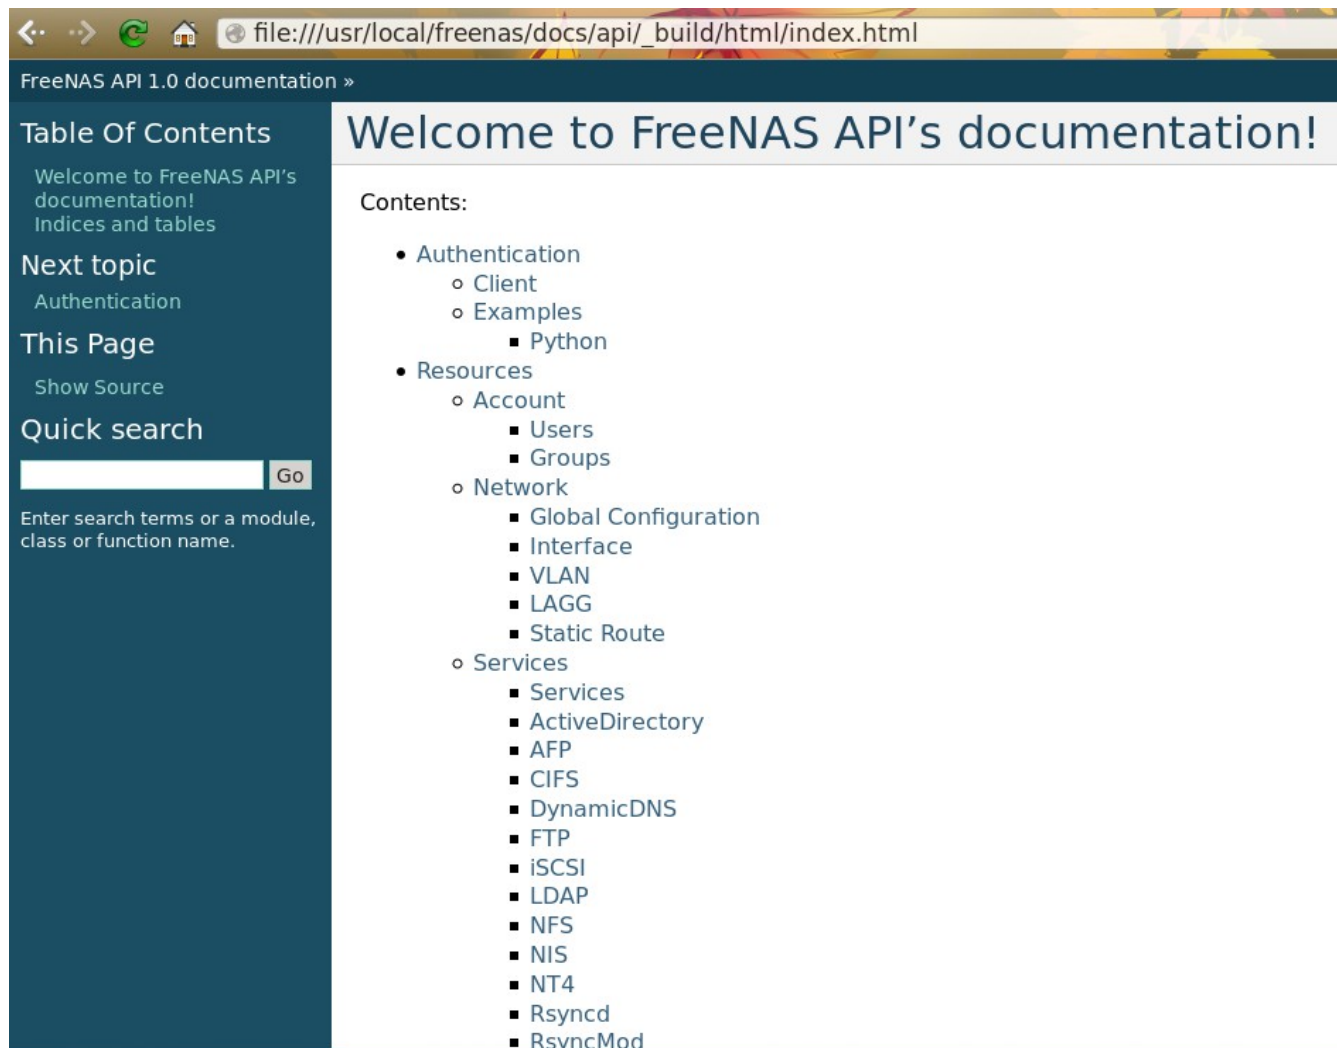 file:///usr/local/freenas/docs/api/_build/html/index.html
FreeNAS API 1.0 documentation »
Table Of Contents
Welcome to FreeNAS API’s
documentation!
Indices and tables
Next topic
Authentication
This Page
Show Source
Quick search
Go
Enter search terms or a module,
class or function name.
Welcome to FreeNAS API’s documentation!
Contents:
Authentication
Client
Examples
Python
Resources
Account
Users
Groups
Network
Global Configuration
Interface
VLAN
LAGG
Static Route
Services
Services
ActiveDirectory
AFP
CIFS
DynamicDNS
FTP
iSCSI
LDAP
NFS
NIS
NT4
Rsyncd
RsyncMod